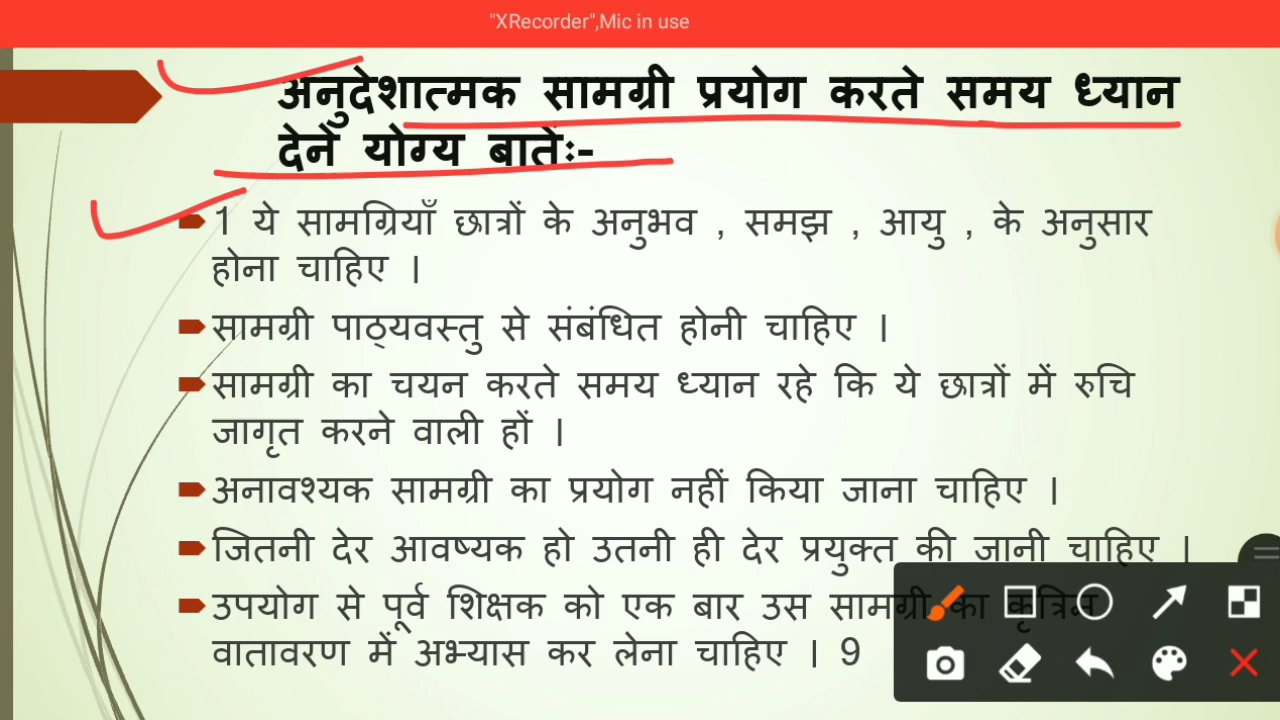 "XRecorder",Mic in use
अनुदेशात्मक सामग्री प्रयोग करते समय ध्यान
देने योग्य बातेः-
1 ये सामग्रियाँ छात्रों के अनुभव , समझ , आयु , के अनुसार
होना चाहिए ।
सामग्री पाठ्यवस्तु से संबंधित होनी चाहिए ।
सामग्री का चयन करते समय ध्यान रहे कि ये छात्रों में रुचि
जागृत करने वाली हों ।
अनावश्यक सामग्री का प्रयोग नहीं किया जाना चाहिए ।
जितनी देर आवष्यक हो उतनी ही देर प्रयुक्त की जानी चाहिए ।
उपयोग से पूर्व शिक्षक को एक बार उस सामग्री का कृत्रिम
वातावरण में अभ्यास कर लेना चाहिए । 9